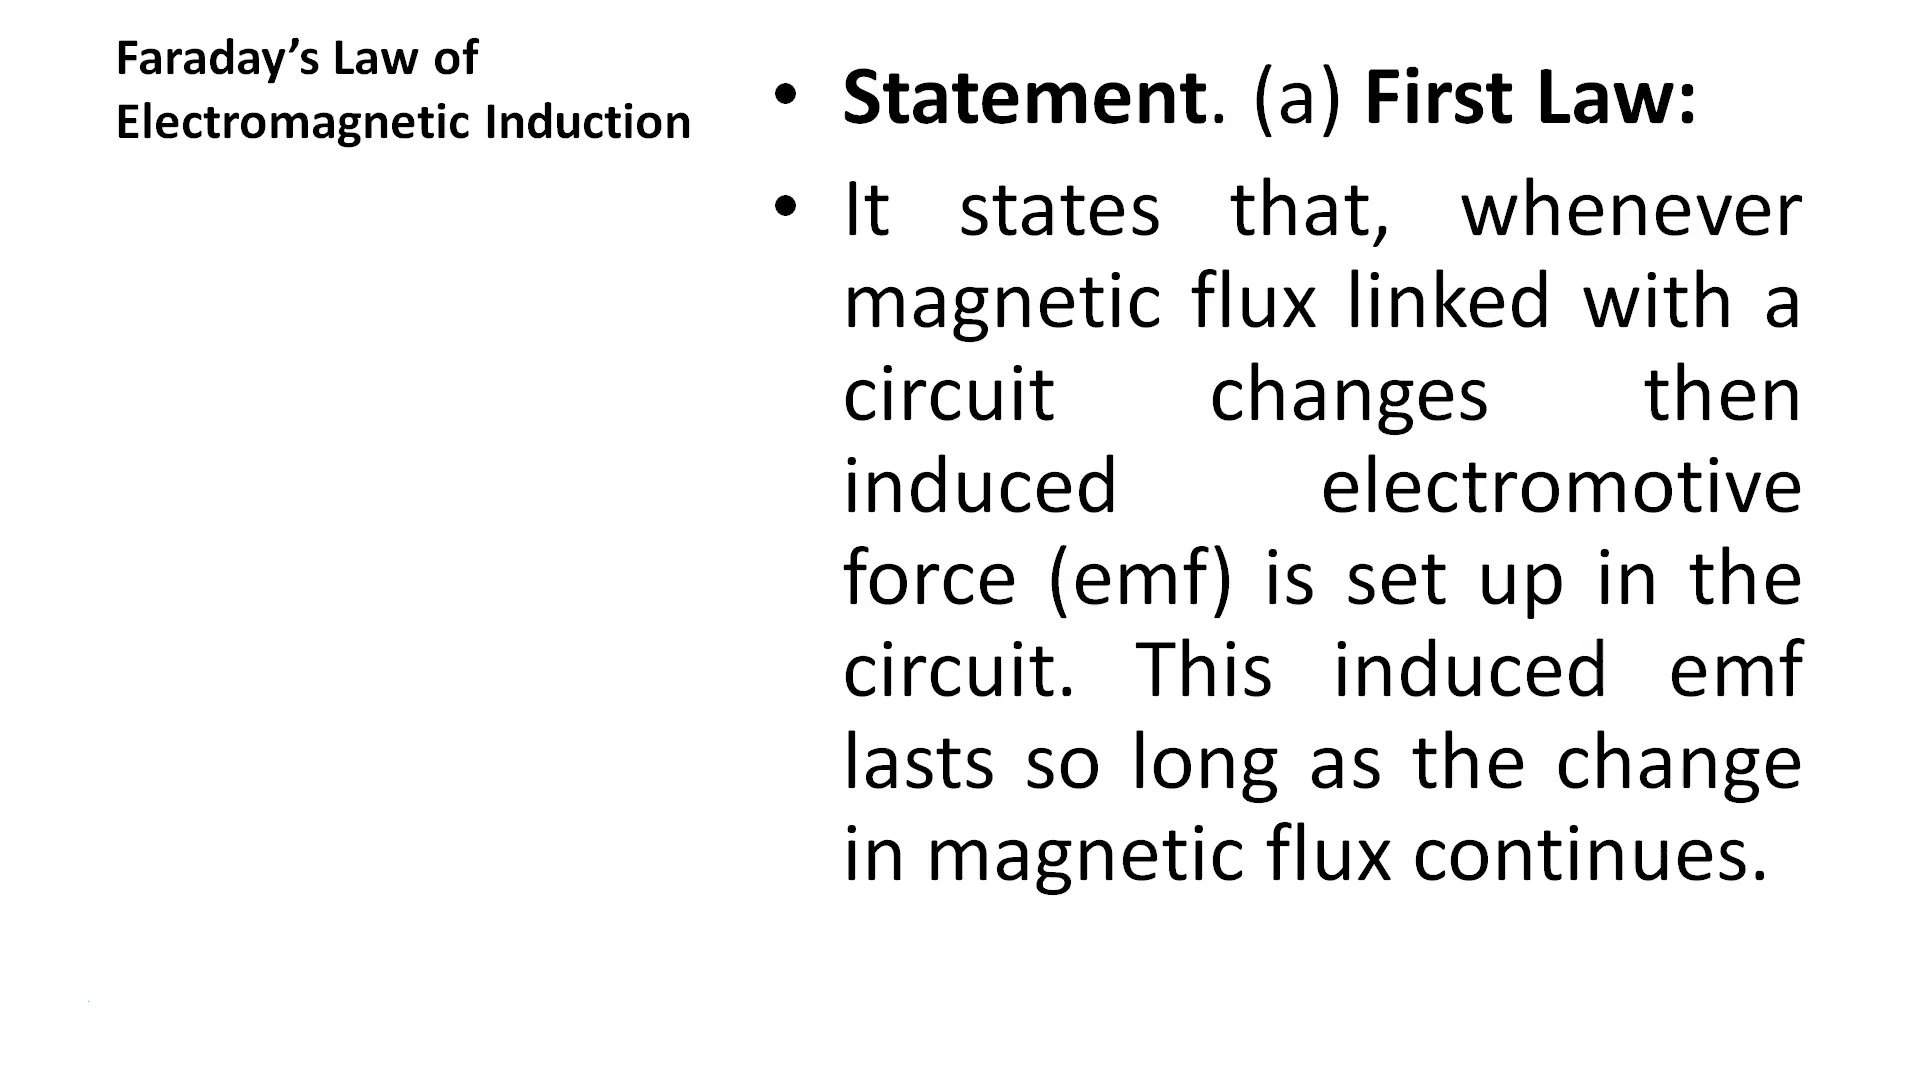 Faraday’s Law of
Electromagnetic Induction
• Statement. (a) First Law:
• It states that, whenever
magnetic flux linked with a
circuit changes then
induced electromotive
force (emf) is set up in the
circuit. This induced emf
lasts so long as the change
in magnetic flux continues.